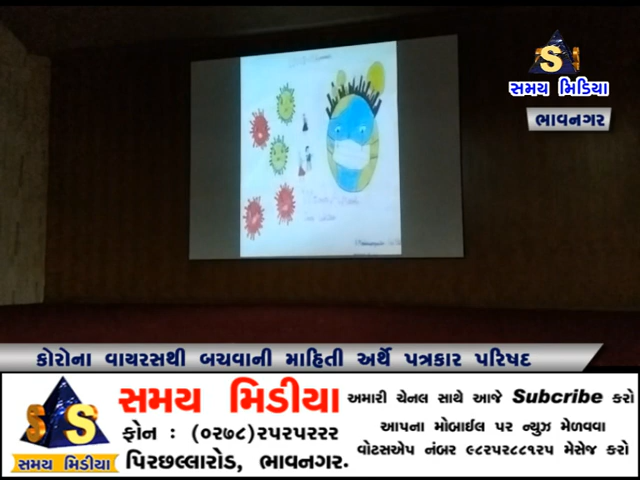 સમય મિડિયા
ભાવનગર
કોરોના વાયરસથી બચવાની માહિતી અર્થે પત્રકાર પરિષદ
સમય મિડીયા
ફોન : (૦૨૭૮)૨૫૨૫૨૨૨
પિરછલ્લારોડ, ભાવનગર.
સમય મિડીયા
અમારી ચેનલ સાથે આજે Subcribe કરો
આપના મોબાઈલ પર ન્યુઝ મેળવવા
વોટસએપ નંબર ૯૮૨૫૨૮૮૧૨૫ મેસેજ કરો